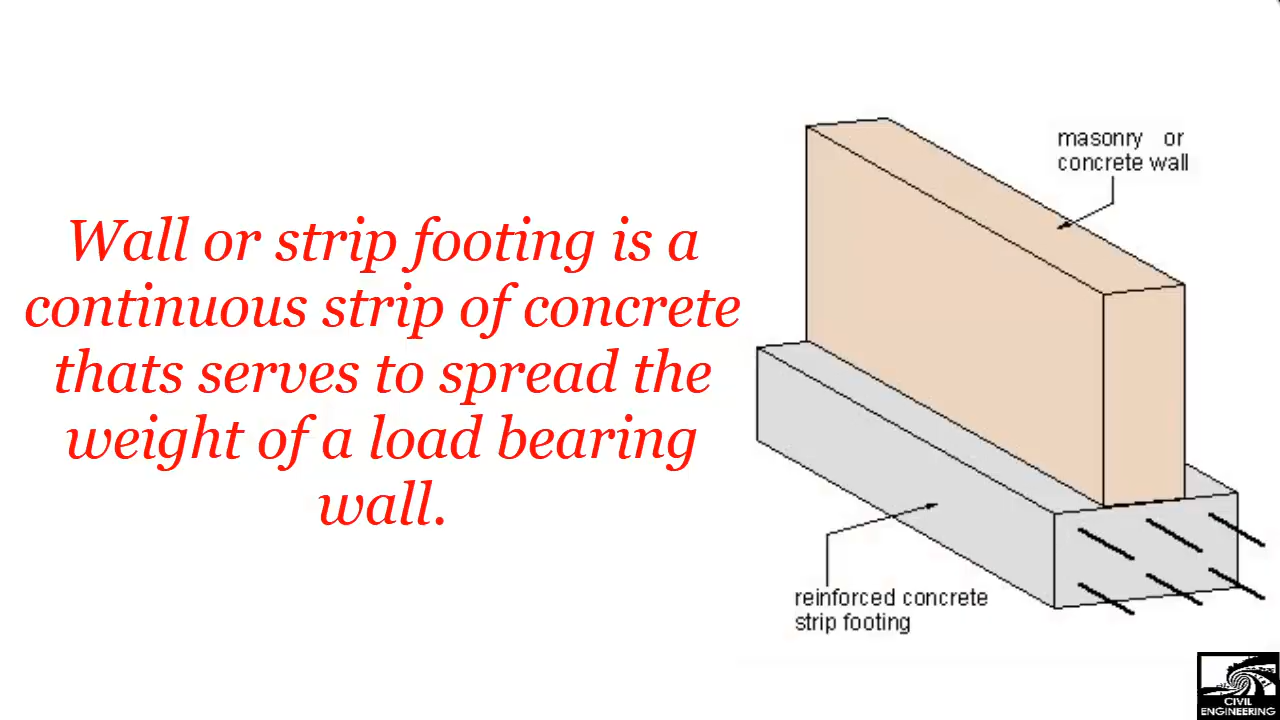 Wall or strip footing is a
continuous strip of concrete
thats serves to spread the
weight of a load bearing
wall.
masonry or
concrete wall
reinforced concrete
strip footing
CIVIL
ENGINEERING